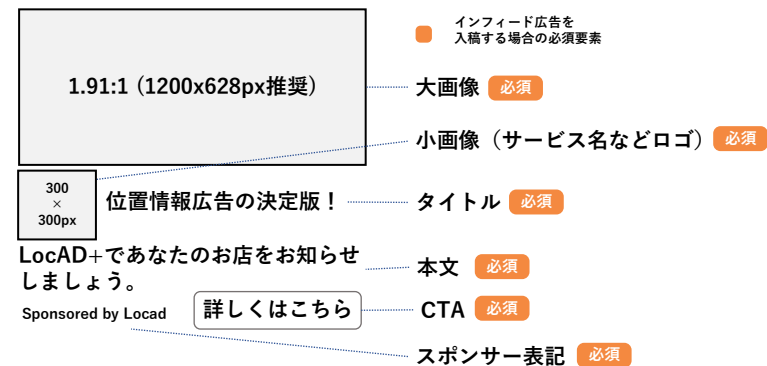 インフィード広告を
入稿する場合の必須要素
1.91:1 (1200x628px推奨)
大画像 必須
小画像（サービス名などロゴ） 必須
300
×
300px
位置情報広告の決定版！
タイトル 必須
LocAD+であなたのお店をお知らせ
しましょう。
本文 必須
Sponsored by Locad
詳しくはこちら
CTA 必須
スポンサー表記 必須